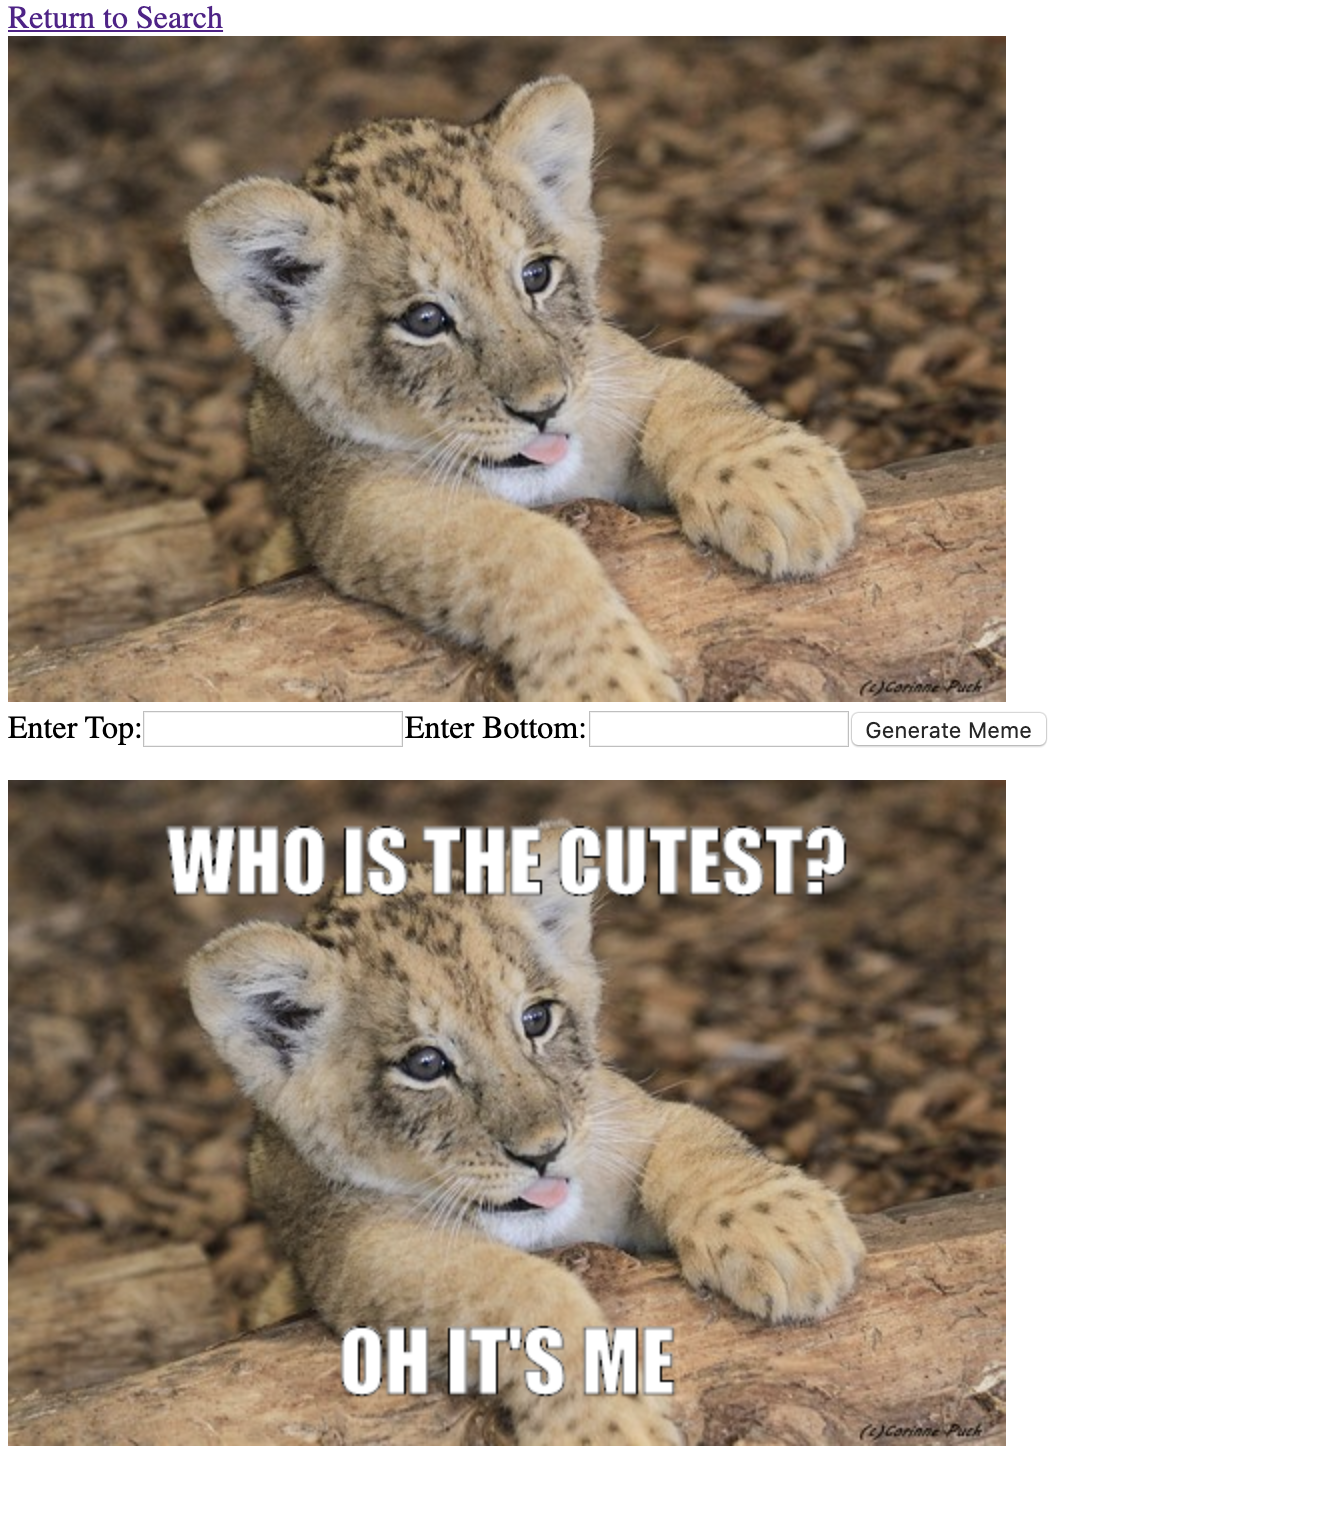 Return to Search
(c)Corinne Puch
Enter Top: Enter Bottom: Generate Meme
WHO IS THE CUTEST?
OH IT'S ME
(c)Corinne Puch